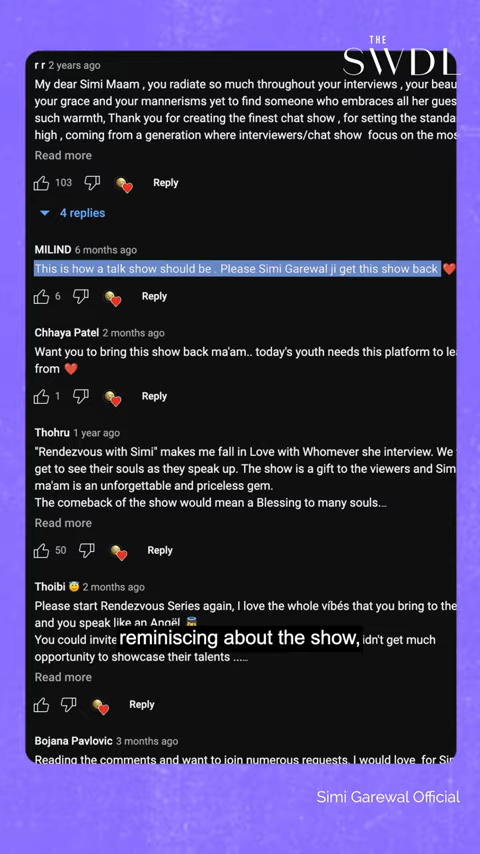 THE
SWDL
r r 2 years ago
My dear Simi Maam , you radiate so much throughout your interviews , your beau
your grace and your mannerisms yet to find someone who embraces all her gues
such warmth, Thank you for creating the finest chat show , for setting the standa
high , coming from a generation where interviewers/chat show focus on the mos
Read more
103 Reply
4 replies
MILIND 6 months ago
This is how a talk show should be . Please Simi Garewal ji get this show back ❤️
6 Reply
Chhaya Patel 2 months ago
Want you to bring this show back ma'am.. today's youth needs this platform to lea
from ❤️
1 Reply
Thohru 1 year ago
"Rendezvous with Simi" makes me fall in Love with Whomever she interview. We
get to see their souls as they speak up. The show is a gift to the viewers and Sim
ma'am is an unforgettable and priceless gem.
The comeback of the show would mean a Blessing to many souls...
Read more
50 Reply
Thoibi 😇 2 months ago
Please start Rendezvous Series again, I love the whole víbés that you bring to the
and you speak like an Angël 👼
You could invite reminiscing about the show, idn't get much
opportunity to showcase their talents .....
Read more
Reply
Bojana Pavlovic 3 months ago
Reading the comments and want to join numerous requests. I would love for Sir
Simi Garewal Official